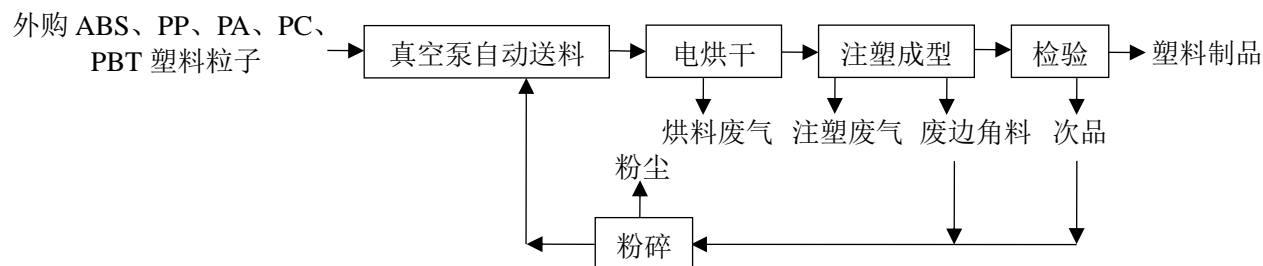 外购 ABS、PP、PA、PC、
PBT 塑料粒子
真空泵自动送料
电烘干
注塑成型
检验
塑料制品
烘料废气
注塑废气
废边角料
次品
粉尘
粉碎